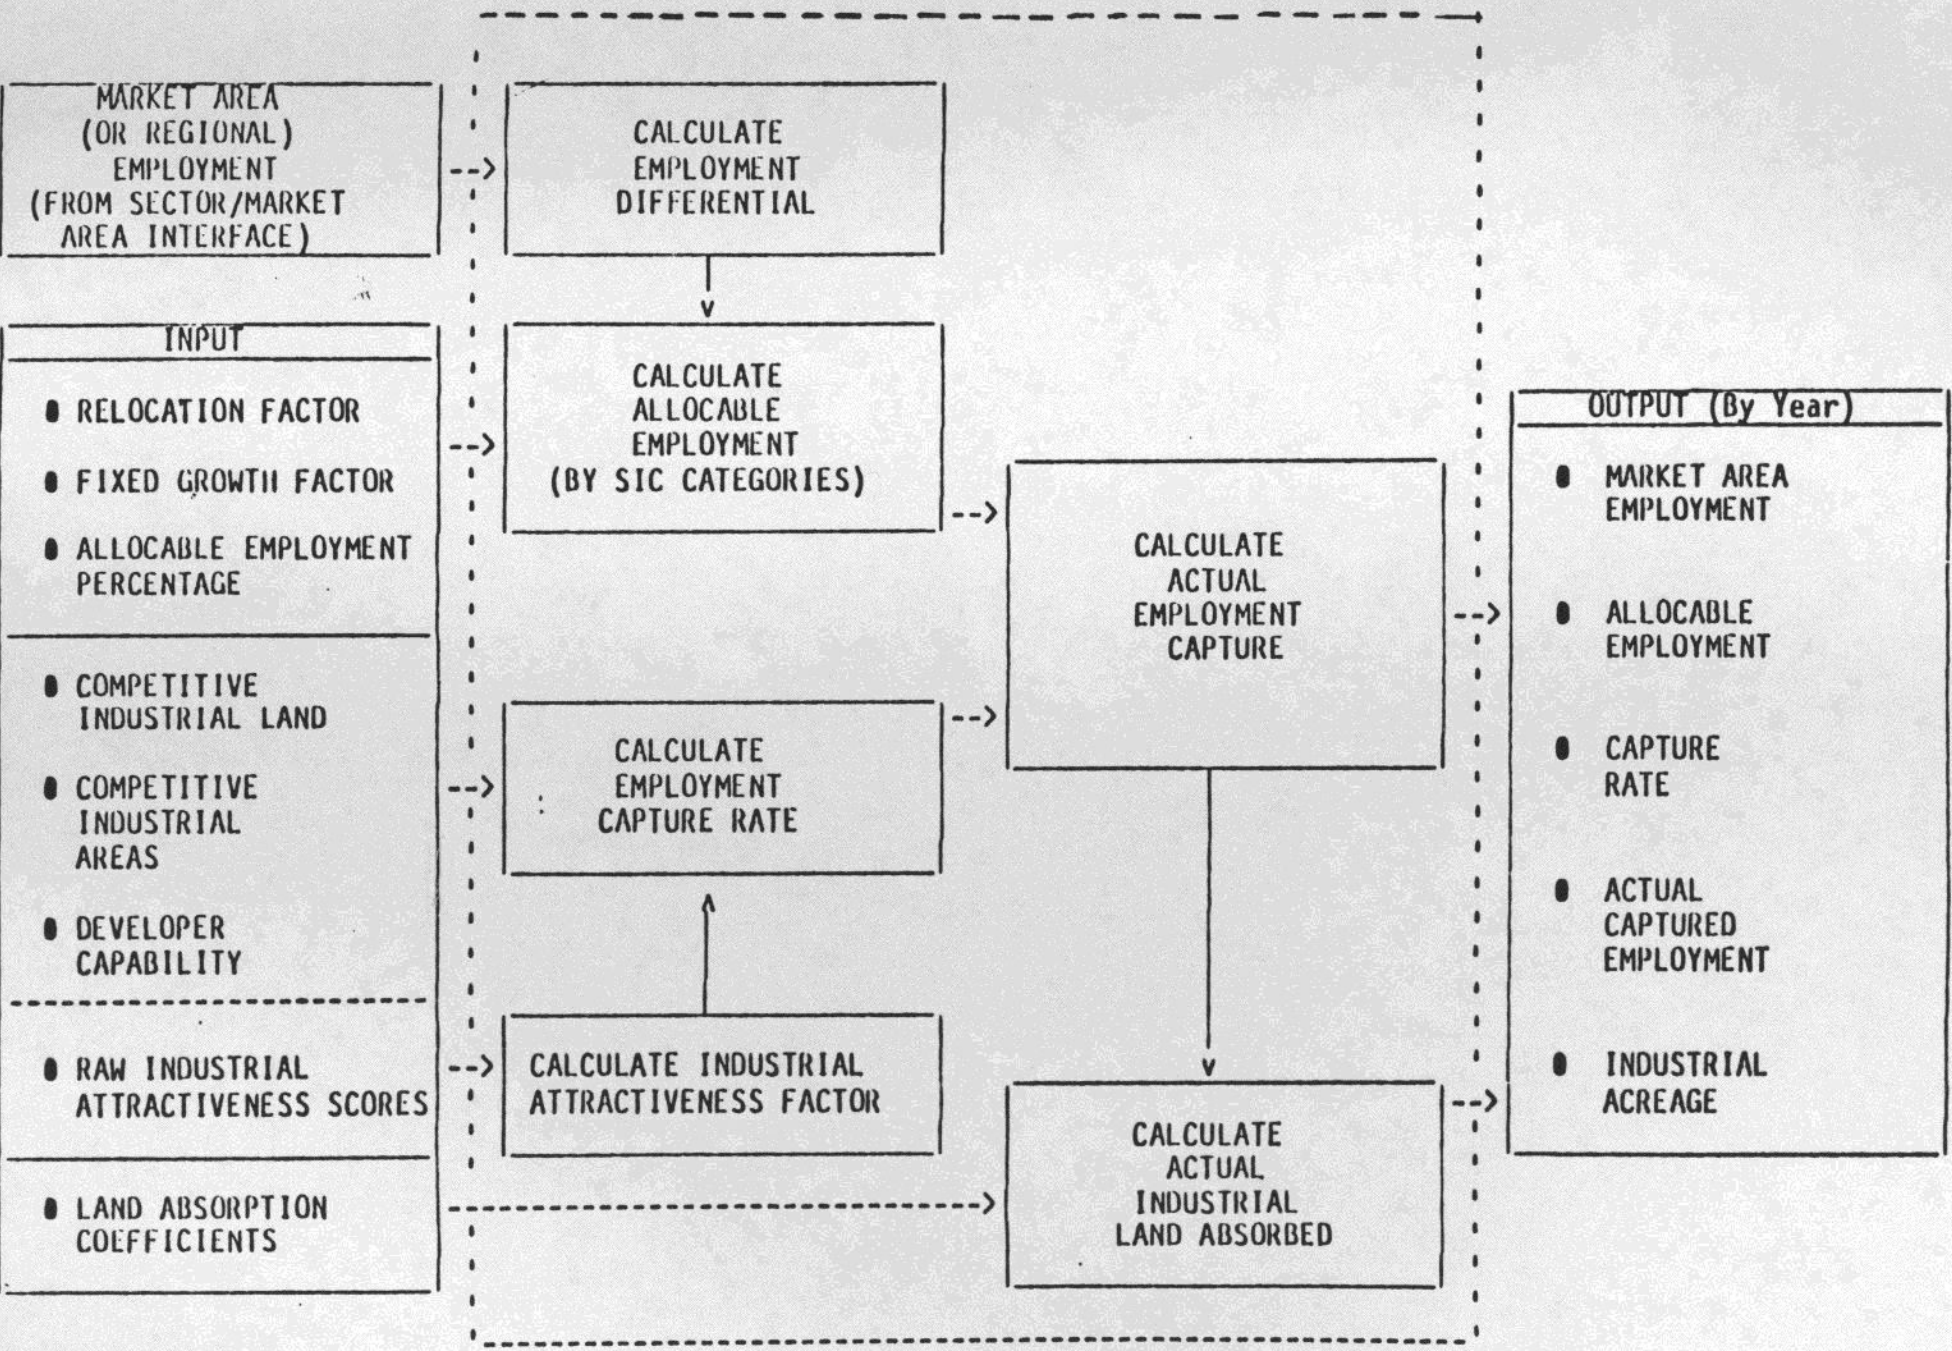 MARKET AREA
(OR REGIONAL)
EMPLOYMENT
(FROM SECTOR/MARKET
AREA INTERFACE)
CALCULATE
EMPLOYMENT
DIFFERENTIAL
INPUT
RELOCATION FACTOR
FIXED GROWTH FACTOR
ALLOCABLE EMPLOYMENT
PERCENTAGE
COMPETITIVE
INDUSTRIAL LAND
COMPETITIVE
INDUSTRIAL
AREAS
DEVELOPER
CAPABILITY
RAW INDUSTRIAL
ATTRACTIVENESS SCORES
LAND ABSORPTION
COEFFICIENTS
CALCULATE
ALLOCABLE
EMPLOYMENT
(BY SIC CATEGORIES)
CALCULATE
EMPLOYMENT
CAPTURE RATE
CALCULATE INDUSTRIAL
ATTRACTIVENESS FACTOR
CALCULATE
ACTUAL
EMPLOYMENT
CAPTURE
CALCULATE
ACTUAL
INDUSTRIAL
LAND ABSORBED
OUTPUT (By Year)
MARKET AREA
EMPLOYMENT
ALLOCABLE
EMPLOYMENT
CAPTURE
RATE
ACTUAL
CAPTURED
EMPLOYMENT
INDUSTRIAL
ACREAGE